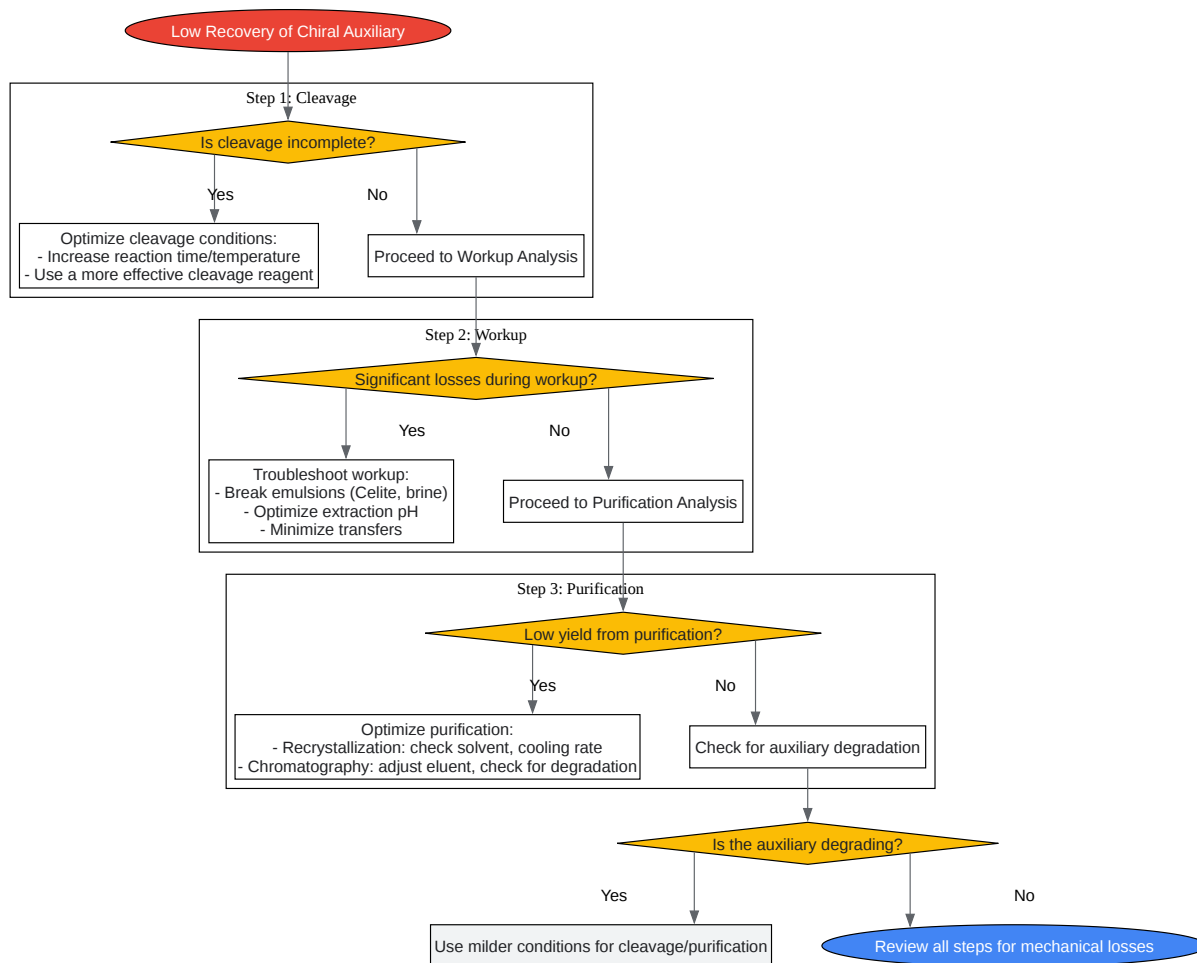 Low Recovery of Chiral Auxiliary
Step 1: Cleavage
Is cleavage incomplete?
Yes
No
Optimize cleavage conditions:
- Increase reaction time/temperature
- Use a more effective cleavage reagent
Proceed to Workup Analysis
Step 2: Workup
Significant losses during workup?
Yes
No
Troubleshoot workup:
- Break emulsions (Celite, brine)
- Optimize extraction pH
- Minimize transfers
Proceed to Purification Analysis
Step 3: Purification
Low yield from purification?
Yes
No
Optimize purification:
- Recrystallization: check solvent, cooling rate
- Chromatography: adjust eluent, check for degradation
Check for auxiliary degradation
Is the auxiliary degrading?
Yes
No
Use milder conditions for cleavage/purification
Review all steps for mechanical losses